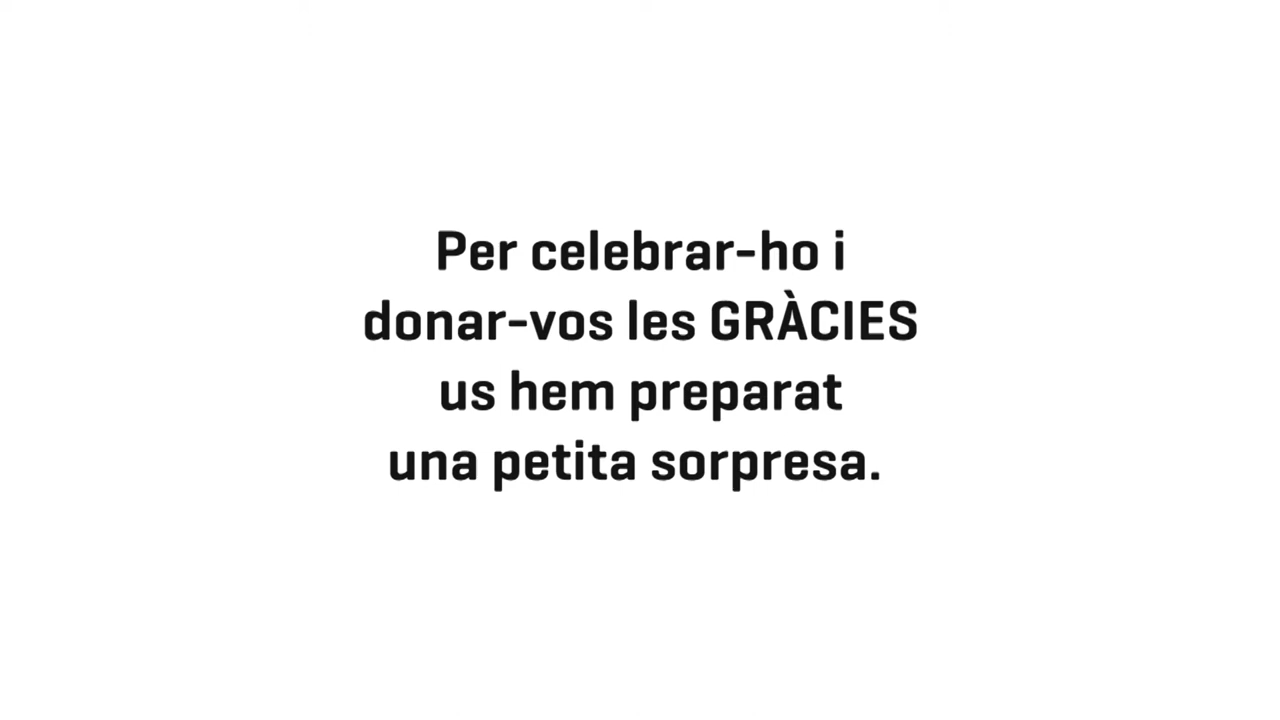 Per celebrar-ho i
donar-vos les GRÀCIES
us hem preparat
una petita sorpresa.